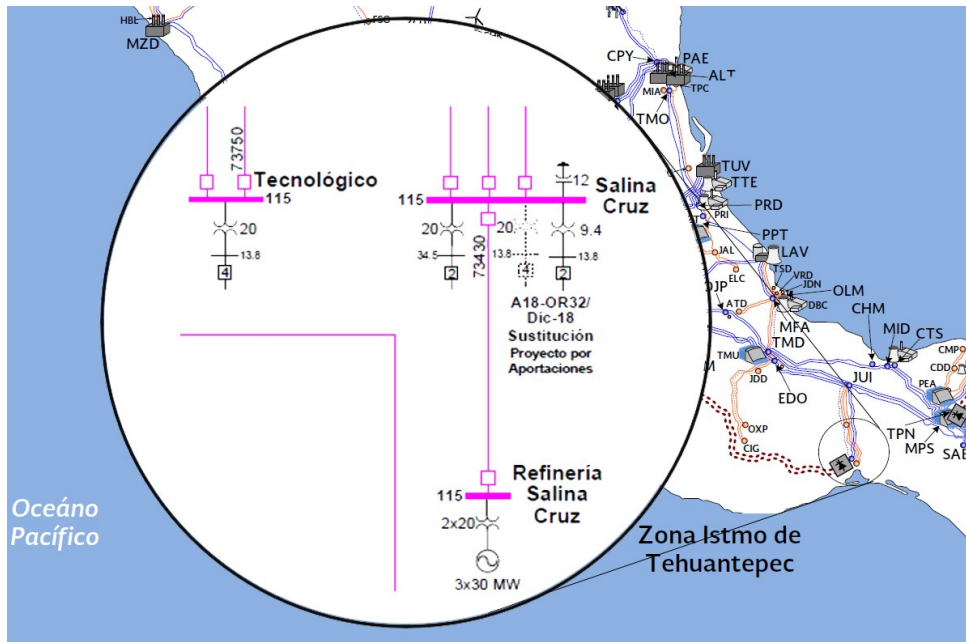 HBL
MZD
CPY
PAE
ALT
TPC
MIA
TMO
73750
Tecnológico
115
20
13.8
4
12
Salina
Cruz
115
20
34.5
2
73430
20
13.8
4
9.4
13.8
2
A18-OR32/
Dic-18
Sustitución
Proyecto por
Aportaciones
Refinería
Salina
Cruz
115
2x20
3x30 MW
TUV
TTE
PRD
PRI
PPT
JAL
ELC
LAV
TSD
VRD
JDN
OLM
DBC
ATD
MFA
TMD
TMU
JDD
EDO
CHM
MID
CTS
CMP
CDD
PEA
JUI
TPN
MPS
OXP
CIG
Oceáno
Pacífico
Zona Istmo de
Tehuantepec